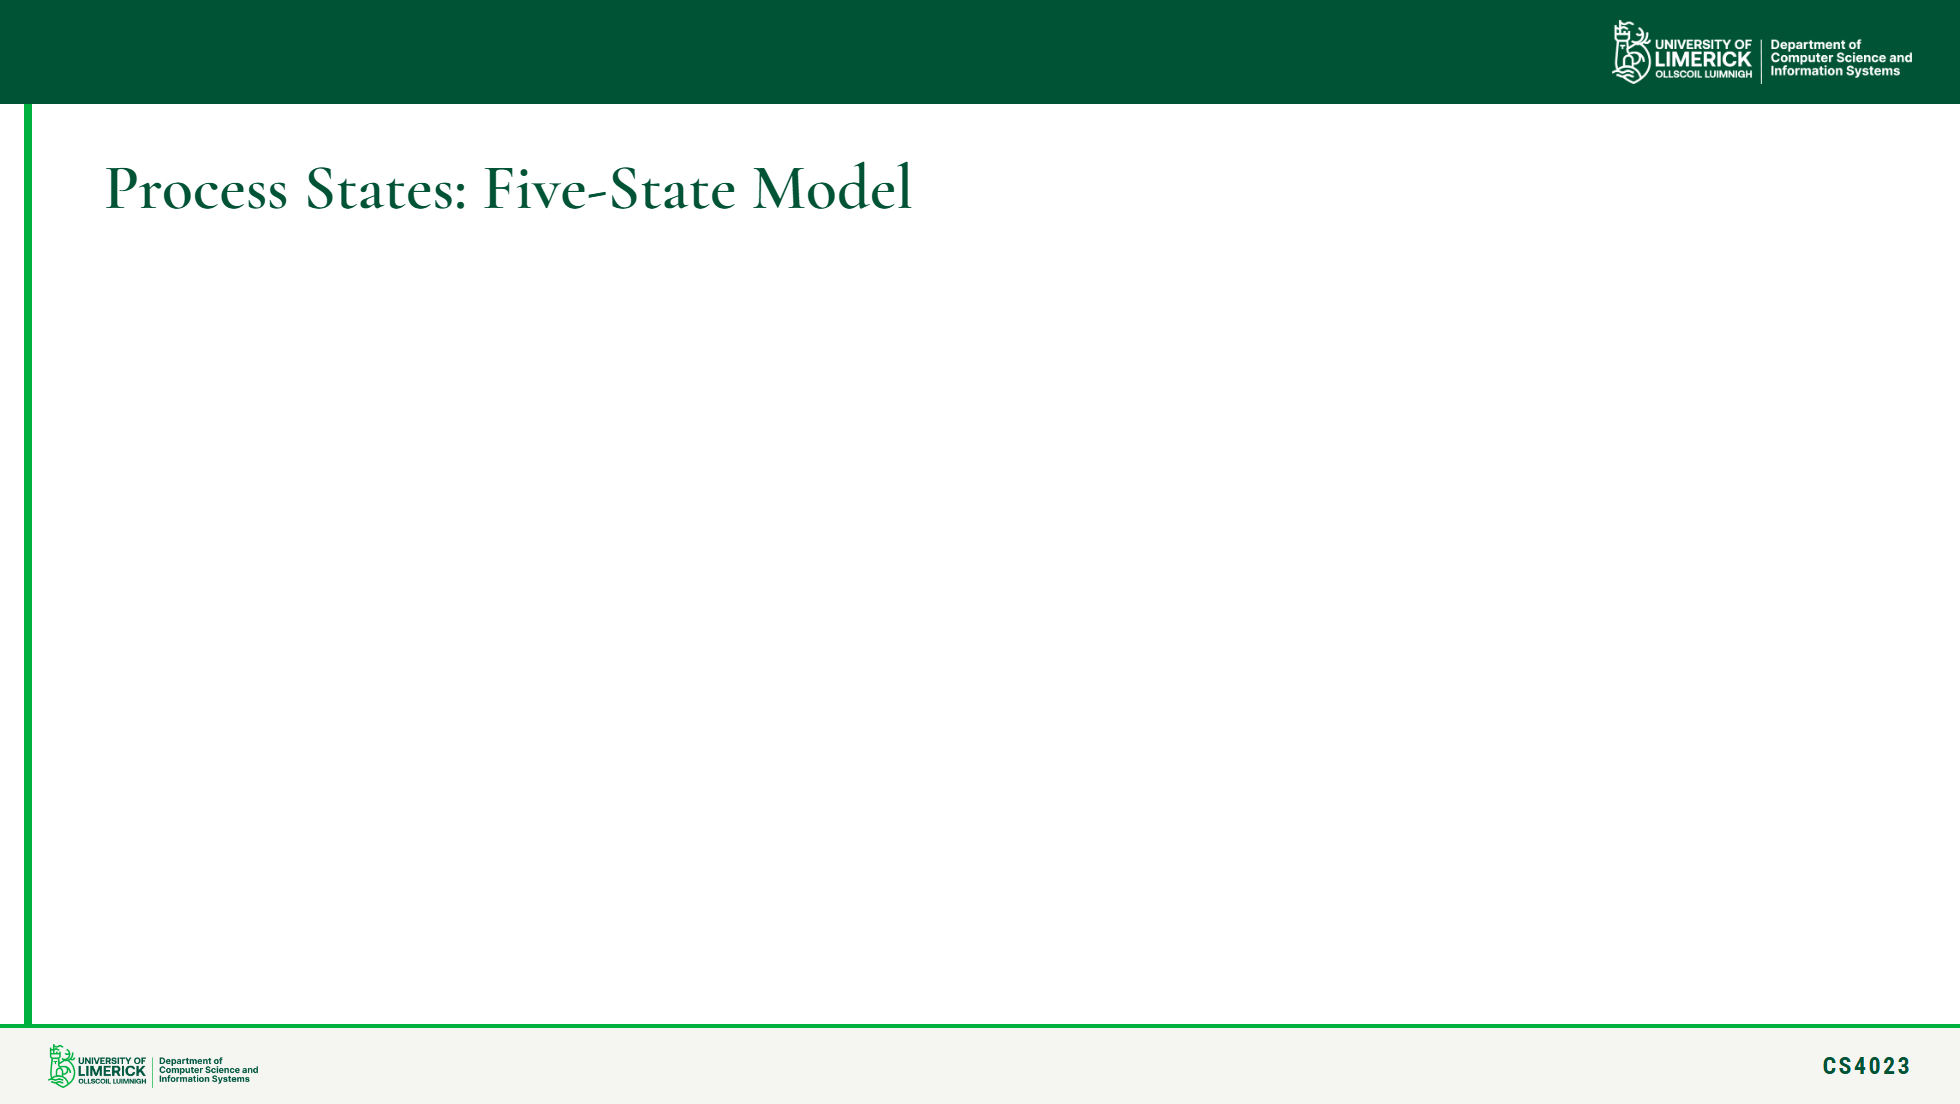 UNIVERSITY OF
LIMERICK
OLLSCOIL LUIMNIGH
Department of
Computer Science and
Information Systems
Process States: Five-State Model
UNIVERSITY OF
LIMERICK
OLLSCOIL LUIMNIGH
Department of
Computer Science and
Information Systems
CS4023